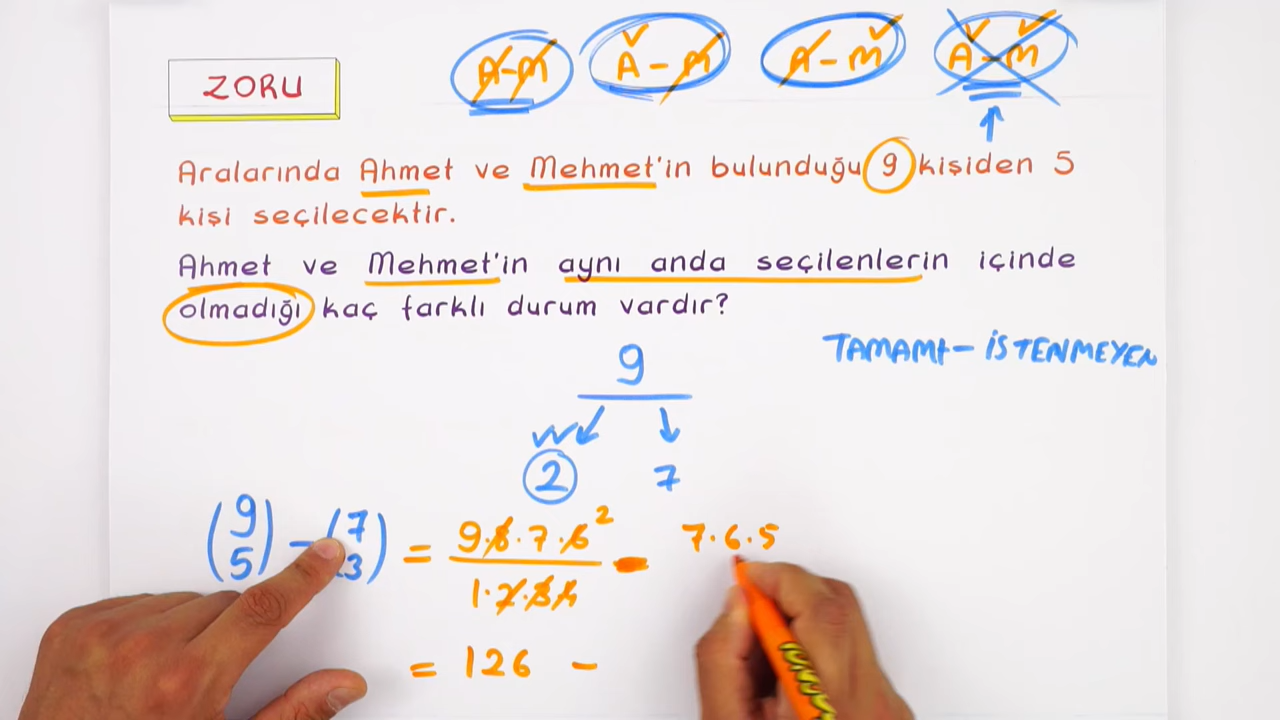 A-M A-M A-M A-M
ZORU
Aralarında Ahmet ve Mehmet'in bulunduğu 9 kişiden 5
kişi seçilecektir.
Ahmet ve Mehmet'in aynı anda seçilenlerin içinde
olmadığı kaç farklı durum vardır?
TAMAMI - İSTENMEYEN
9
2 7
(9 5) - (7 3) = 9.8.7.6 2 / 1.2.3.4 - 7.6.5
= 126 -